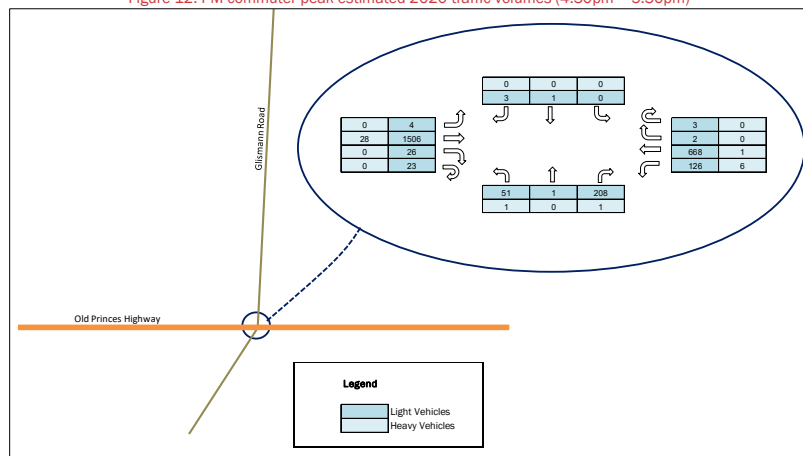 Figure 12: PM commuter peak estimated 2020 traffic volumes (4:30pm – 5:30pm)
0 0 0
3 1 0
0 4
28 1506
0 26
0 23
3 0
2 0
668 1
126 6
51 1 208
1 0 1
Glismann Road
Old Princes Highway
Legend
Light Vehicles
Heavy Vehicles